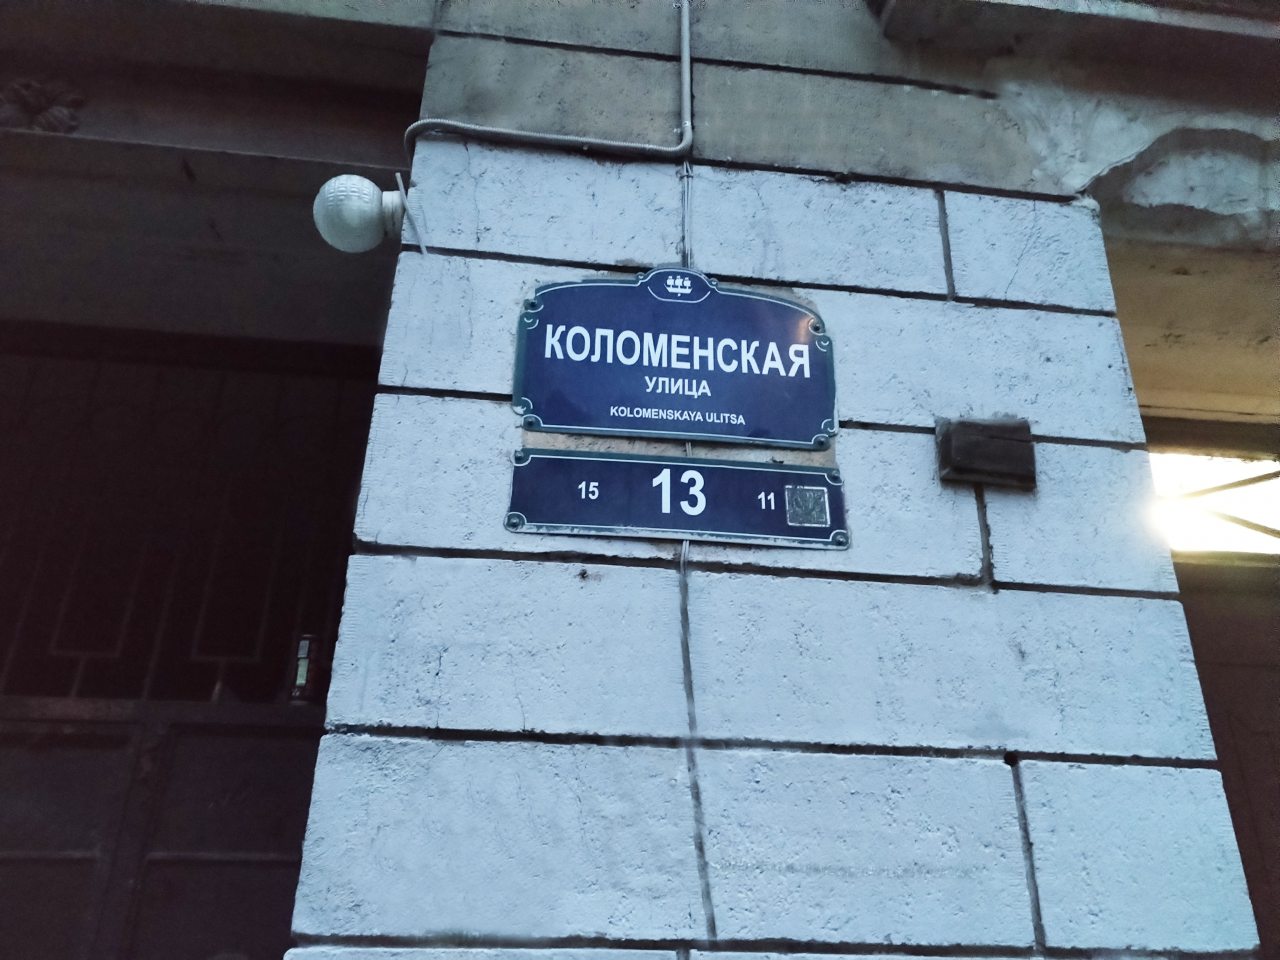 КОЛОМЕНСКАЯ
УЛИЦА
KOLOMENSKAYA ULITSA
15 13 11